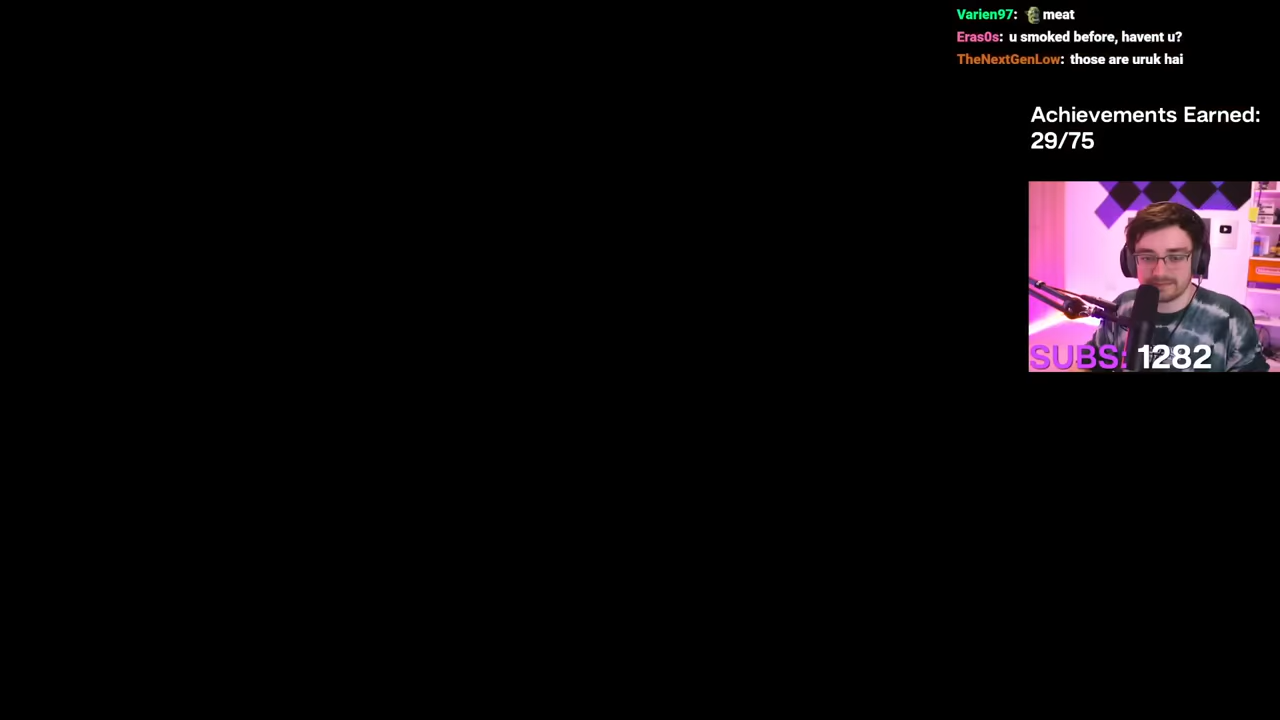 Varien97: meat
Eras0s: u smoked before, havent u?
TheNextGenLow: those are uruk hai
Achievements Earned:
29/75
SUBS: 1282